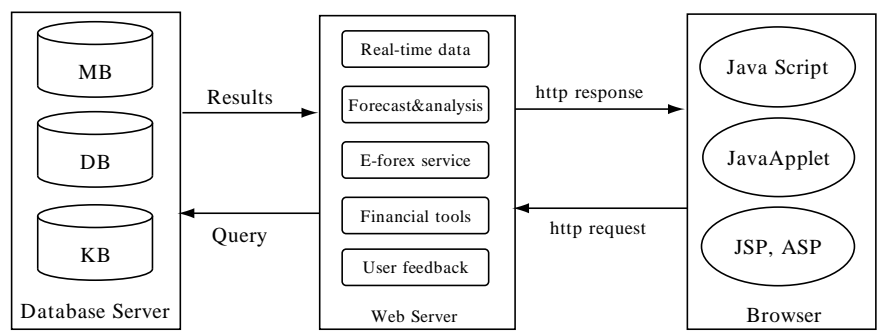 MB
DB
KB
Database Server
Results
Query
Real-time data
Forecast&analysis
E-forex service
Financial tools
User feedback
Web Server
http response
http request
Java Script
JavaApplet
JSP, ASP
Browser